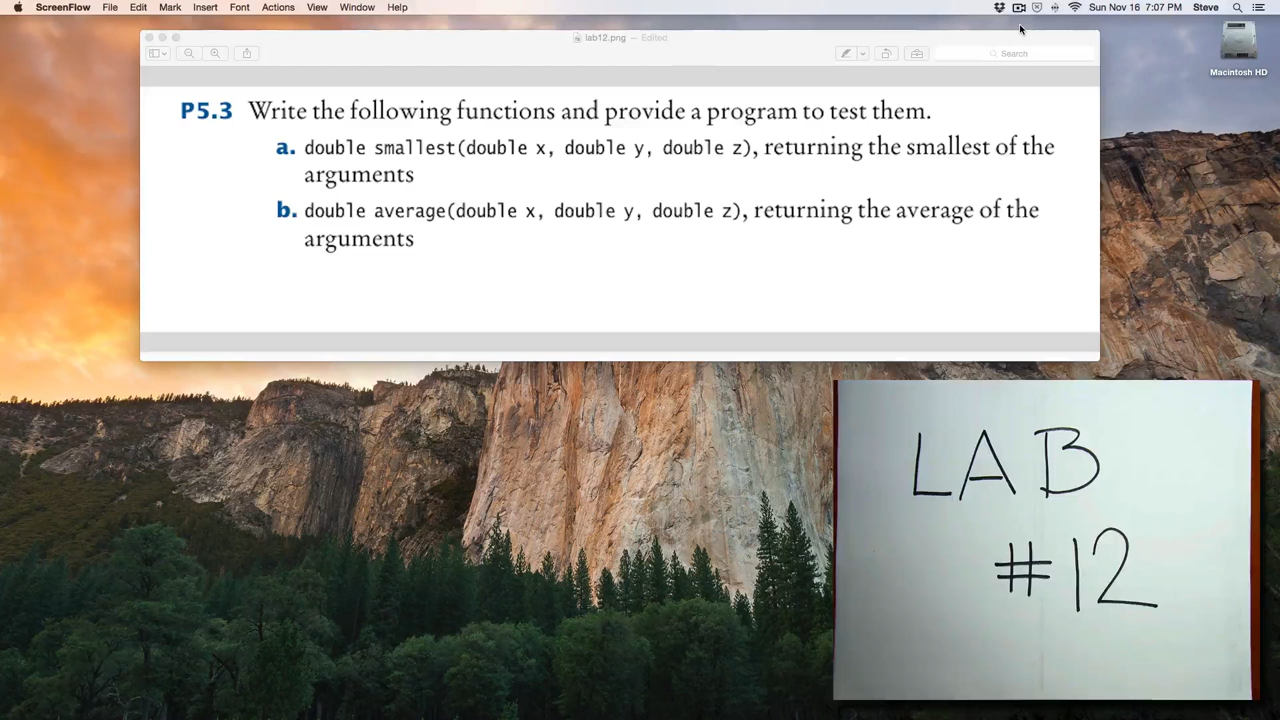 ScreenFlow File Edit Mark Insert Font Actions View Window Help Sun Nov 16 7:07 PM Steve
lab12.png — Edited
Search
Macintosh HD
P5.3 Write the following functions and provide a program to test them.
a. double smallest(double x, double y, double z), returning the smallest of the
arguments
b. double average(double x, double y, double z), returning the average of the
arguments
LAB
#12